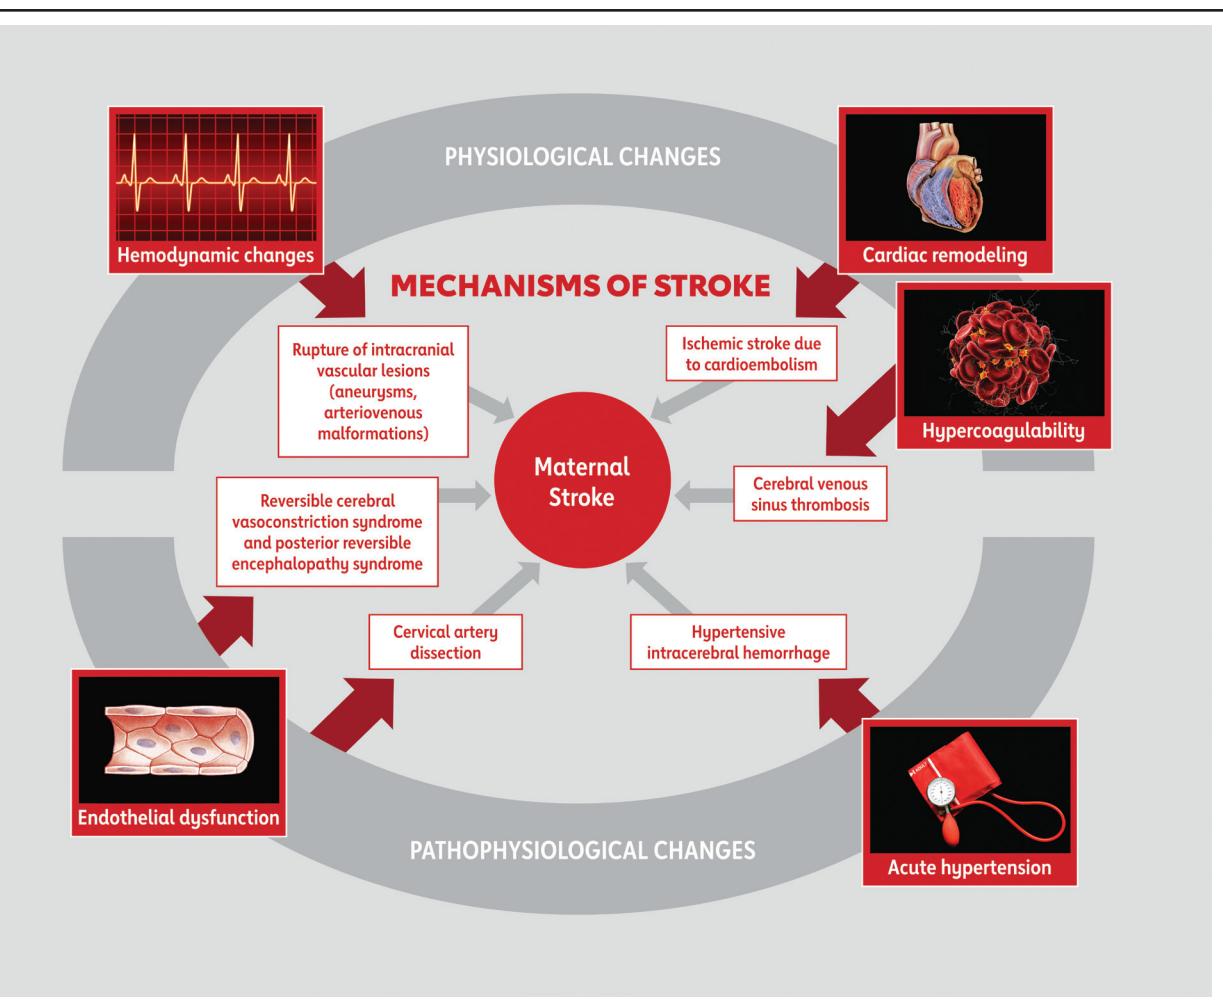 PHYSIOLOGICAL CHANGES
Hemodynamic changes
Cardiac remodeling
MECHANISMS OF STROKE
Rupture of intracranial
vascular lesions
(aneurysms,
arteriovenous
malformations)
Ischemic stroke due
to cardioembolism
Hypercoagulability
Maternal
Stroke
Cerebral venous
sinus thrombosis
Reversible cerebral
vasoconstriction syndrome
and posterior reversible
encephalopathy syndrome
Cervical artery
dissection
Hypertensive
intracerebral hemorrhage
Endothelial dysfunction
PATHOPHYSIOLOGICAL CHANGES
ADULT
Acute hypertension